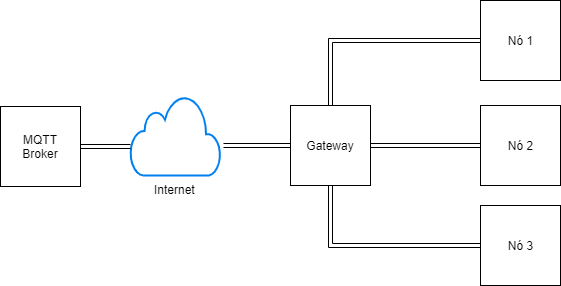 MQTT
Broker
Internet
Gateway
Nó 1
Nó 2
Nó 3